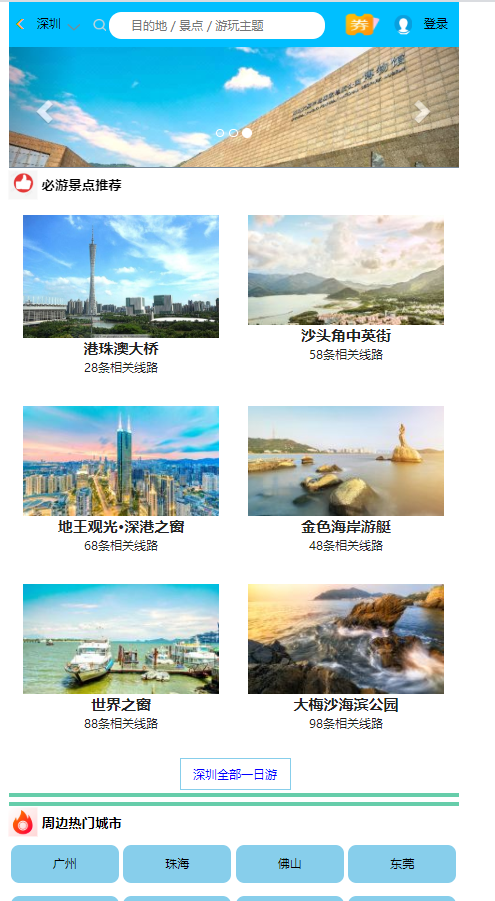 深圳
目的地 / 景点 / 游玩主题
券
登录
博物馆
必游景点推荐
港珠澳大桥
28条相关线路
沙头角中英街
58条相关线路
地王观光·深港之窗
68条相关线路
金色海岸游艇
48条相关线路
世界之窗
88条相关线路
大梅沙海滨公园
98条相关线路
深圳全部一日游
周边热门城市
广州
珠海
佛山
东莞